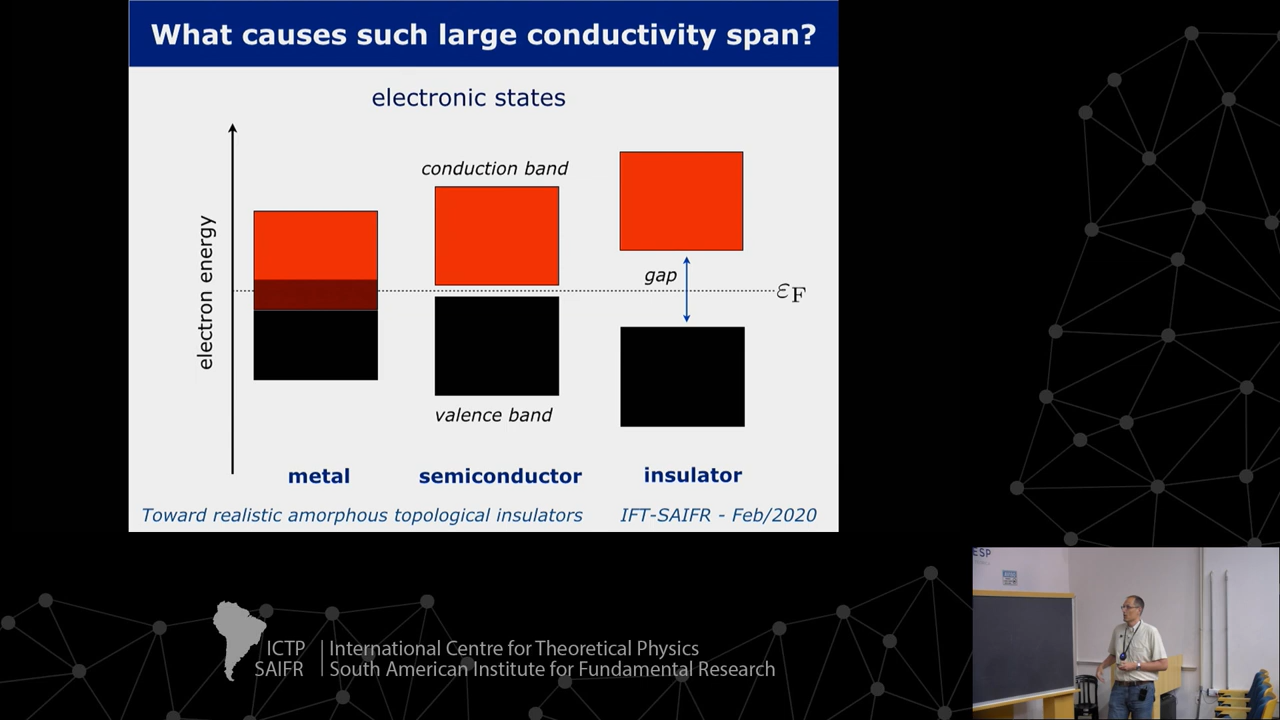 What causes such large conductivity span?
electronic states
conduction band
electron energy
gap
εF
valence band
metal
semiconductor
insulator
Toward realistic amorphous topological insulators
IFT-SAIFR - Feb/2020
ESP
ICTP
SAIFR
International Centre for Theoretical Physics
South American Institute for Fundamental Research